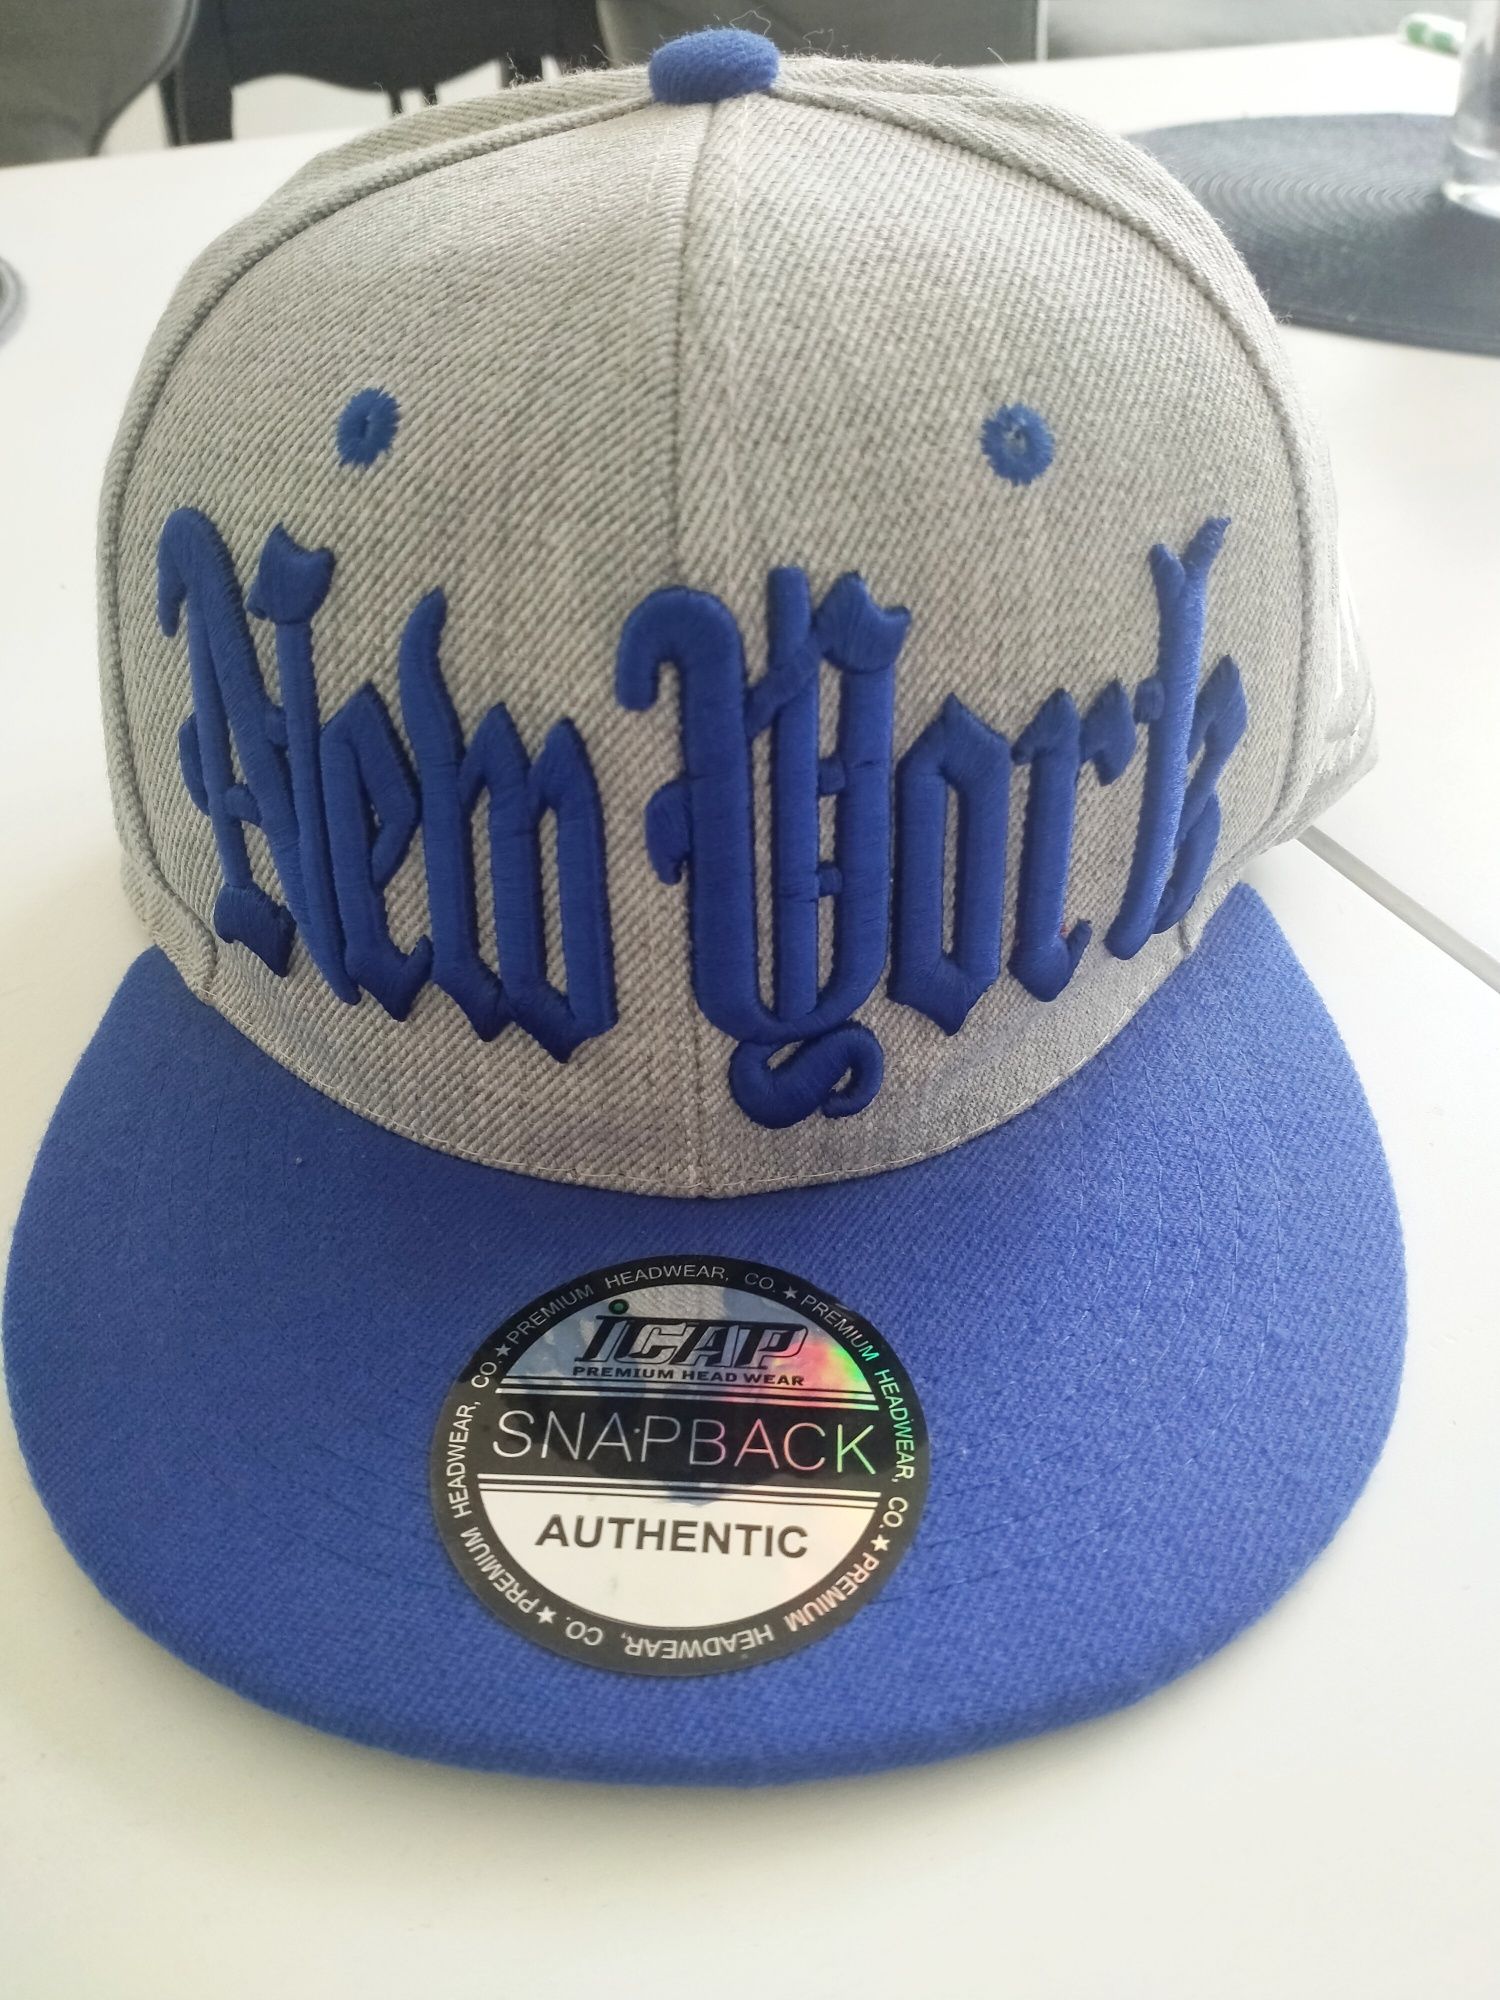 New York
PREMIUM HEADWEAR, CO. ★ PREMIUM HEADWEAR, CO. ★ PREMIUM HEADWEAR, CO. ★ PREMIUM HEADWEAR, CO. ★
iCAP
PREMIUM HEAD WEAR
SNAPBACK
AUTHENTIC